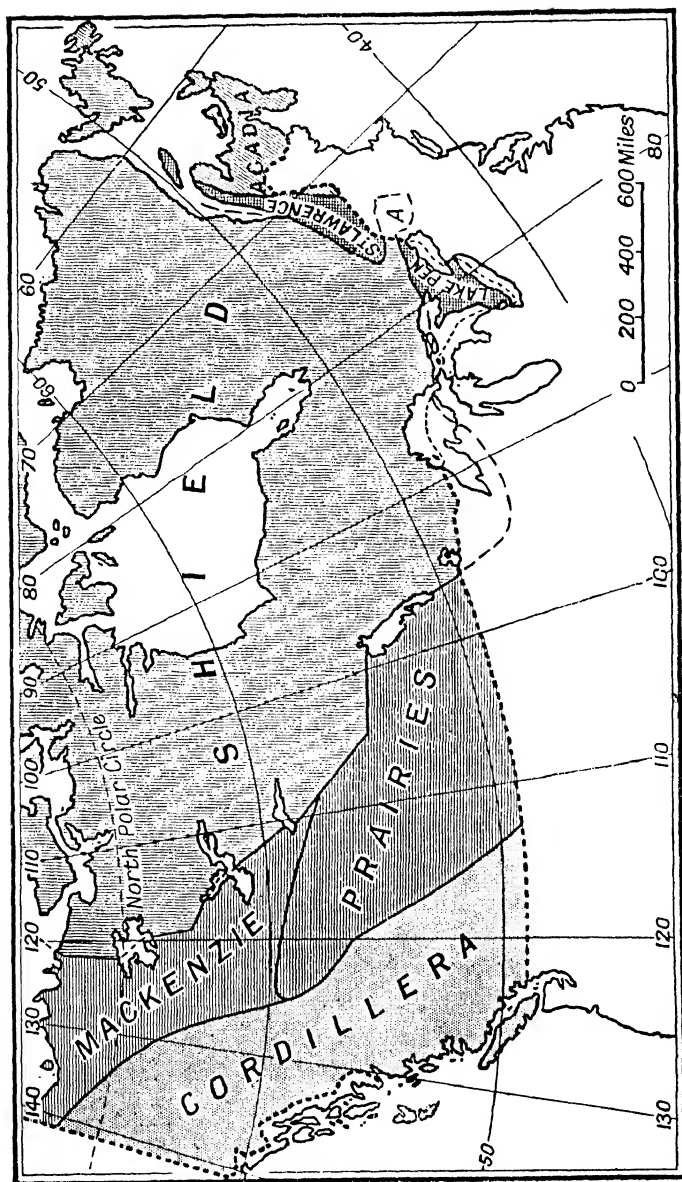 140
130
120
110
100
90
80
70
60
60
50
40
North Polar Circle
MACKENZIE
CORDILLERA
PRAIRIES
SHIELD
ACADIA
ST LAWRENCE
LAKE PEN.
A
50
130
120
110
100
80
0 200 400 600 Miles